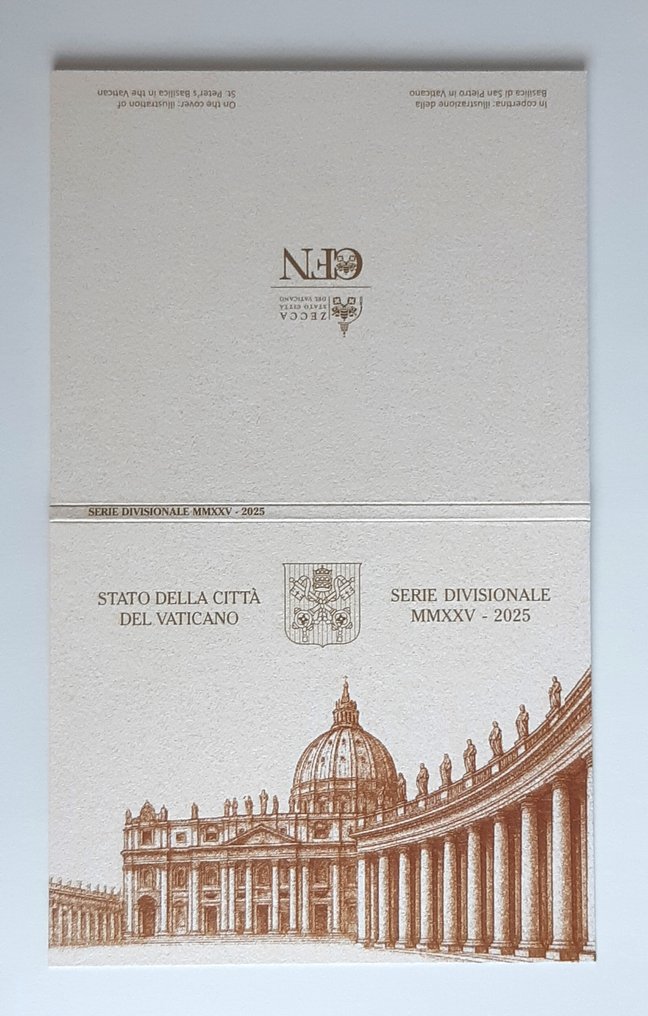 On the cover: illustration of
St. Peter's Basilica in the Vatican
In copertina: illustrazione della
Basilica di San Pietro in Vaticano
CFN
ZECCA
STATO CITTÀ
DEL VATICANO
SERIE DIVISIONALE MMXXV - 2025
STATO DELLA CITTÀ
DEL VATICANO
SERIE DIVISIONALE
MMXXV - 2025